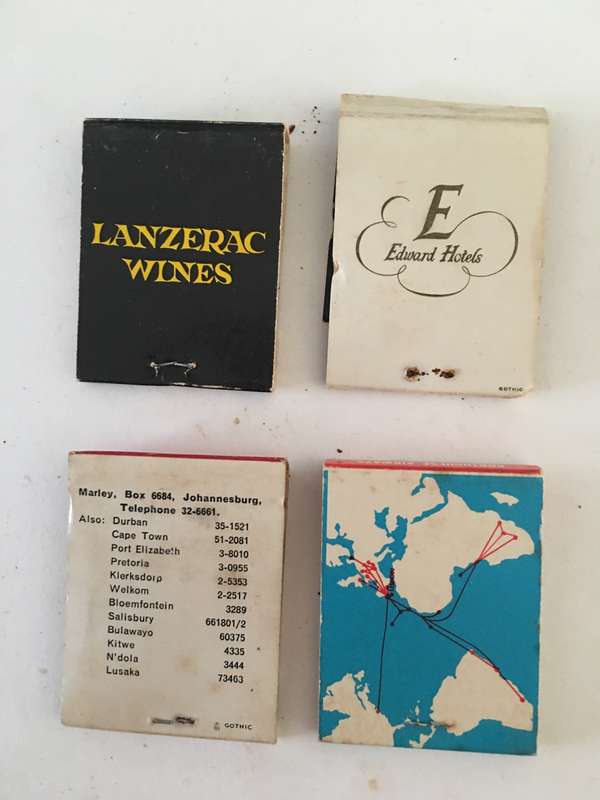 LANZERAC
WINES
E
Edward Hotels
GOTHIC
Marley, Box 6684, Johannesburg,
Telephone 32-6661.
Also: Durban 35-1521
Cape Town 51-2081
Port Elizabeth 3-8010
Pretoria 3-0955
Klerksdorp 2-5353
Welkom 2-2517
Bloemfontein 3289
Salisbury 661801/2
Bulawayo 60375
Kitwe 4335
N'dola 3444
Lusaka 73463
GOTHIC